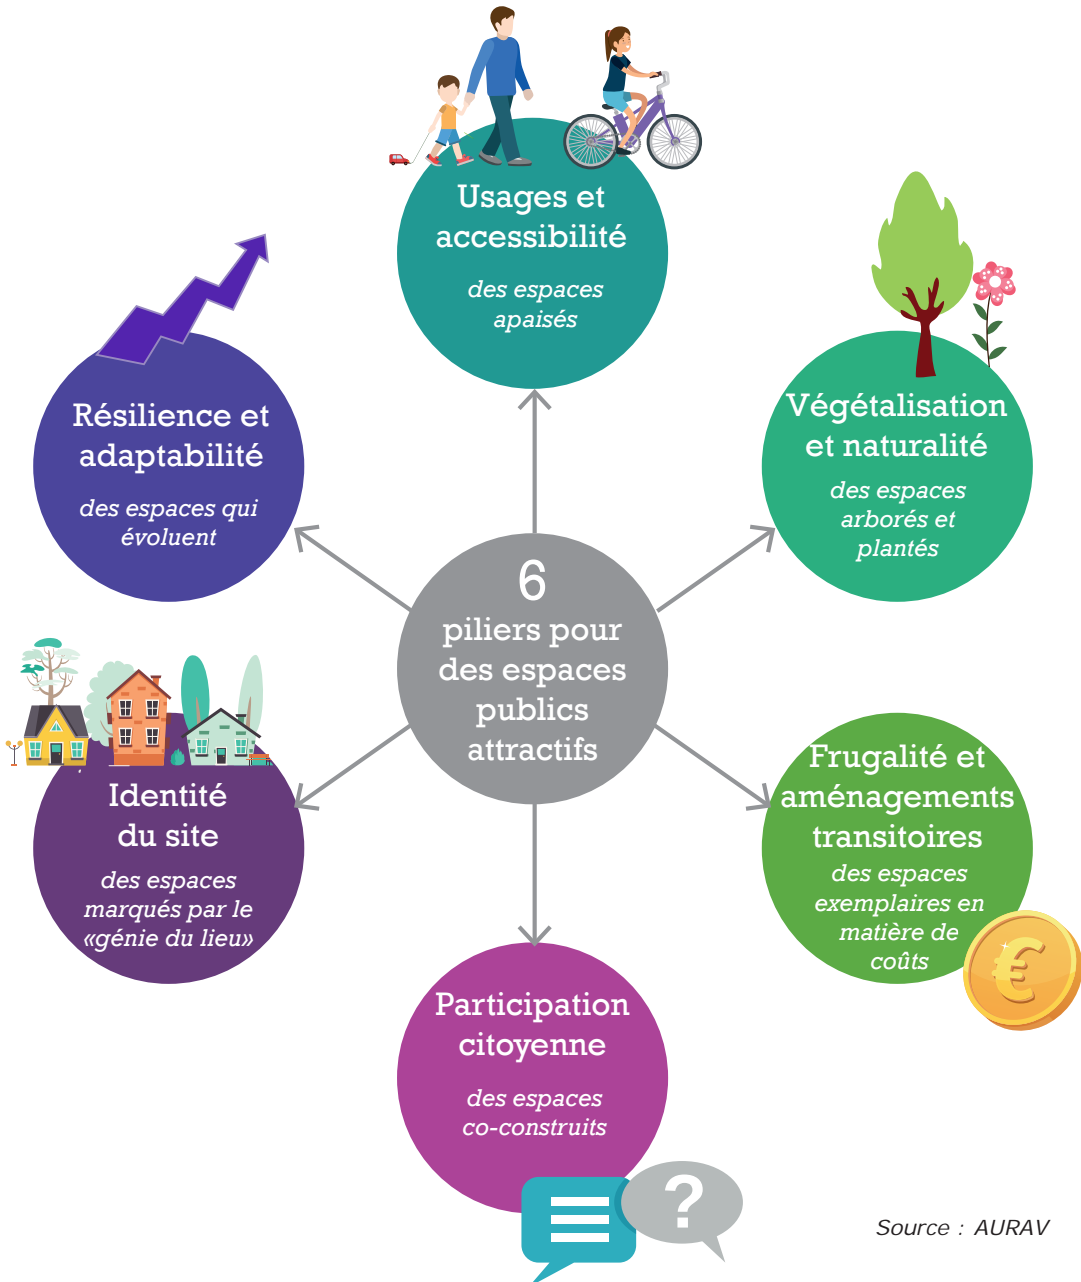 Usages et
accessibilité
des espaces
apaisés
Végétalisation
et naturalité
des espaces
arborés et
plantés
Résilience et
adaptabilité
des espaces qui
évoluent
6
piliers pour
des espaces
publics
attractifs
Frugalité et
aménagements
transitoires
des espaces
exemplaires en
matière de
coûts
€
Identité
du site
des espaces
marqués par le
«génie du lieu»
Participation
citoyenne
des espaces
co-construits
?
Source : AURAV